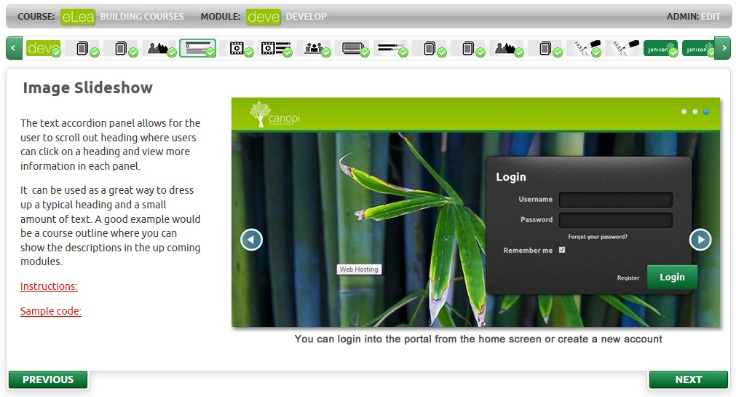 COURSE: eLea BUILDING COURSES MODULE: deve DEVELOP ADMIN: EDIT
deve janison janison
Image Slideshow
The text accordion panel allows for the
user to scroll out heading where users
can click on a heading and view more
information in each panel.
It can be used as a great way to dress
up a typical heading and a small
amount of text. A good example would
be a course outline where you can
show the descriptions in the up coming
modules.
Instructions:
Sample code:
canopi
Login
Username
Password
Forgot your password?
Remember me
Web Hosting
Register Login
You can login into the portal from the home screen or create a new account
PREVIOUS NEXT